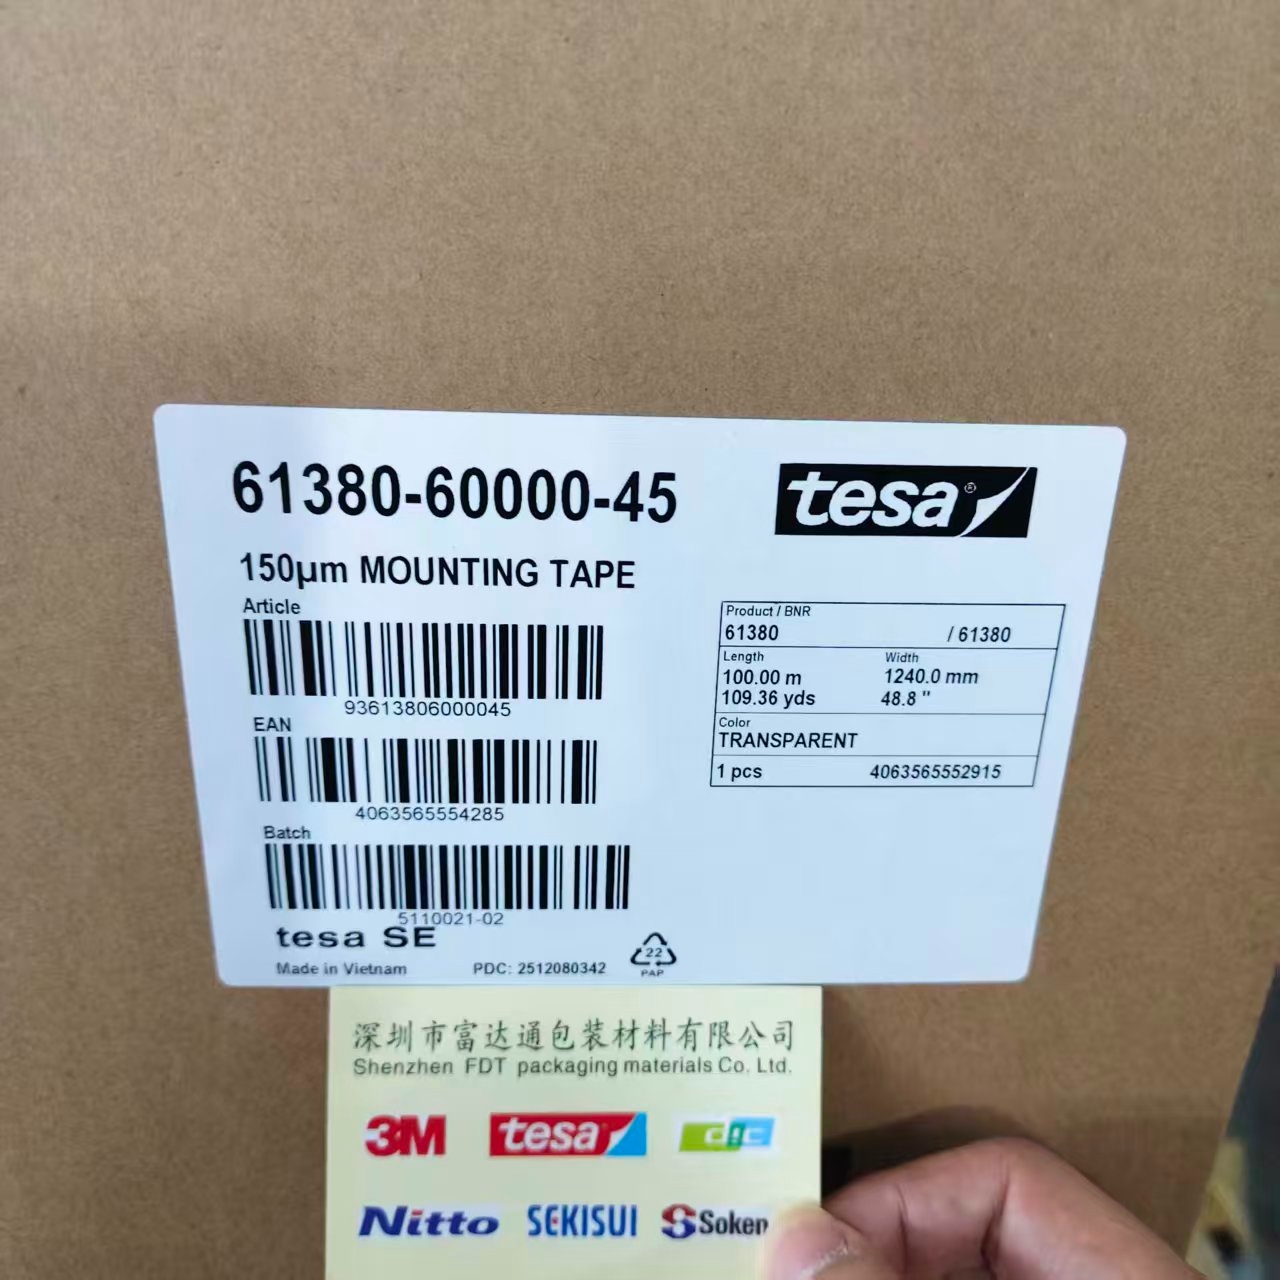 61380-60000-45
tesa®
150µm MOUNTING TAPE
Article
93613806000045
EAN
4063565554285
Batch
5110021-02
tesa SE
Made in Vietnam PDC: 2512080342
22
PAP
Product / BNR
61380 / 61380
Length Width
100.00 m 1240.0 mm
109.36 yds 48.8 "
Color
TRANSPARENT
1 pcs 4063565552915
深圳市富达通包装材料有限公司
Shenzhen FDT packaging materials Co. Ltd.
3M tesa dic
Nitto SEKISUI Soken